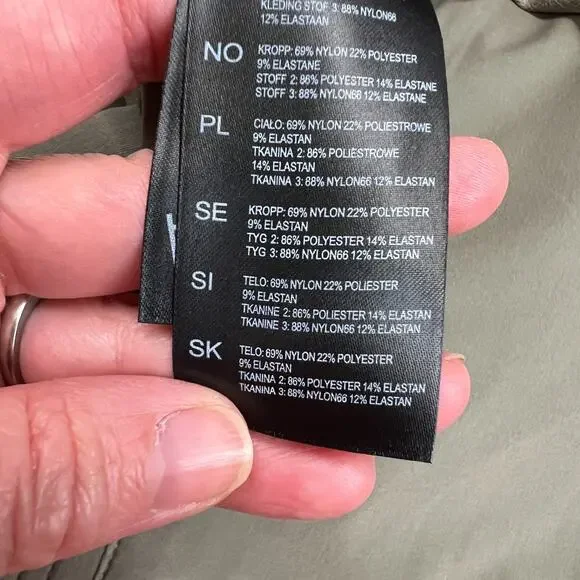 KLEDING STOF 3: 88% NYLON66
12% ELASTAAN
NO
KROPP: 69% NYLON 22% POLYESTER
9% ELASTANE
STOFF 2: 86% POLYESTER 14% ELASTANE
STOFF 3: 88% NYLON66 12% ELASTANE
PL
CIAŁO: 69% NYLON 22% POLIESTROWE
9% ELASTAN
TKANINA 2: 86% POLIESTROWE
14% ELASTAN
TKANINA 3: 88% NYLON66 12% ELASTAN
SE
KROPP: 69% NYLON 22% POLYESTER
9% ELASTAN
TYG 2: 86% POLYESTER 14% ELASTAN
TYG 3: 88% NYLON66 12% ELASTAN
SI
TELO: 69% NYLON 22% POLYESTER
9% ELASTAN
TKANINE 2: 86% POLYESTER 14% ELASTAN
TKANINE 3: 88% NYLON66 12% ELASTAN
SK
TELO: 69% NYLON 22% POLYESTER
9% ELASTAN
TKANINA 2: 86% POLYESTER 14% ELASTAN
TKANINA 3: 88% NYLON66 12% ELASTAN